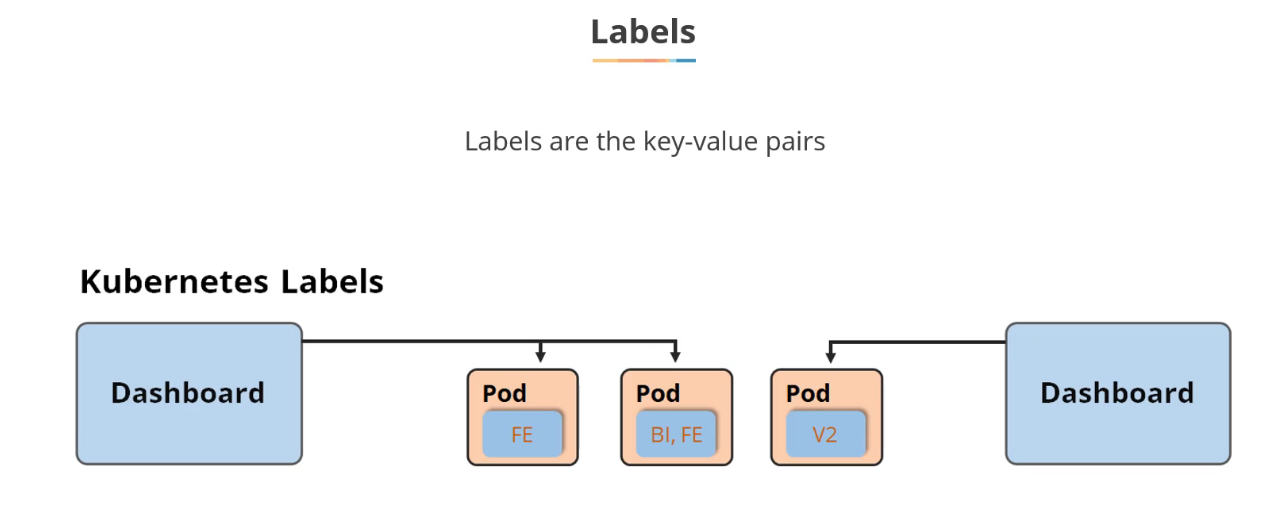 Labels
Labels are the key-value pairs
Kubernetes Labels
Dashboard
Pod
FE
Pod
BI, FE
Pod
V2
Dashboard